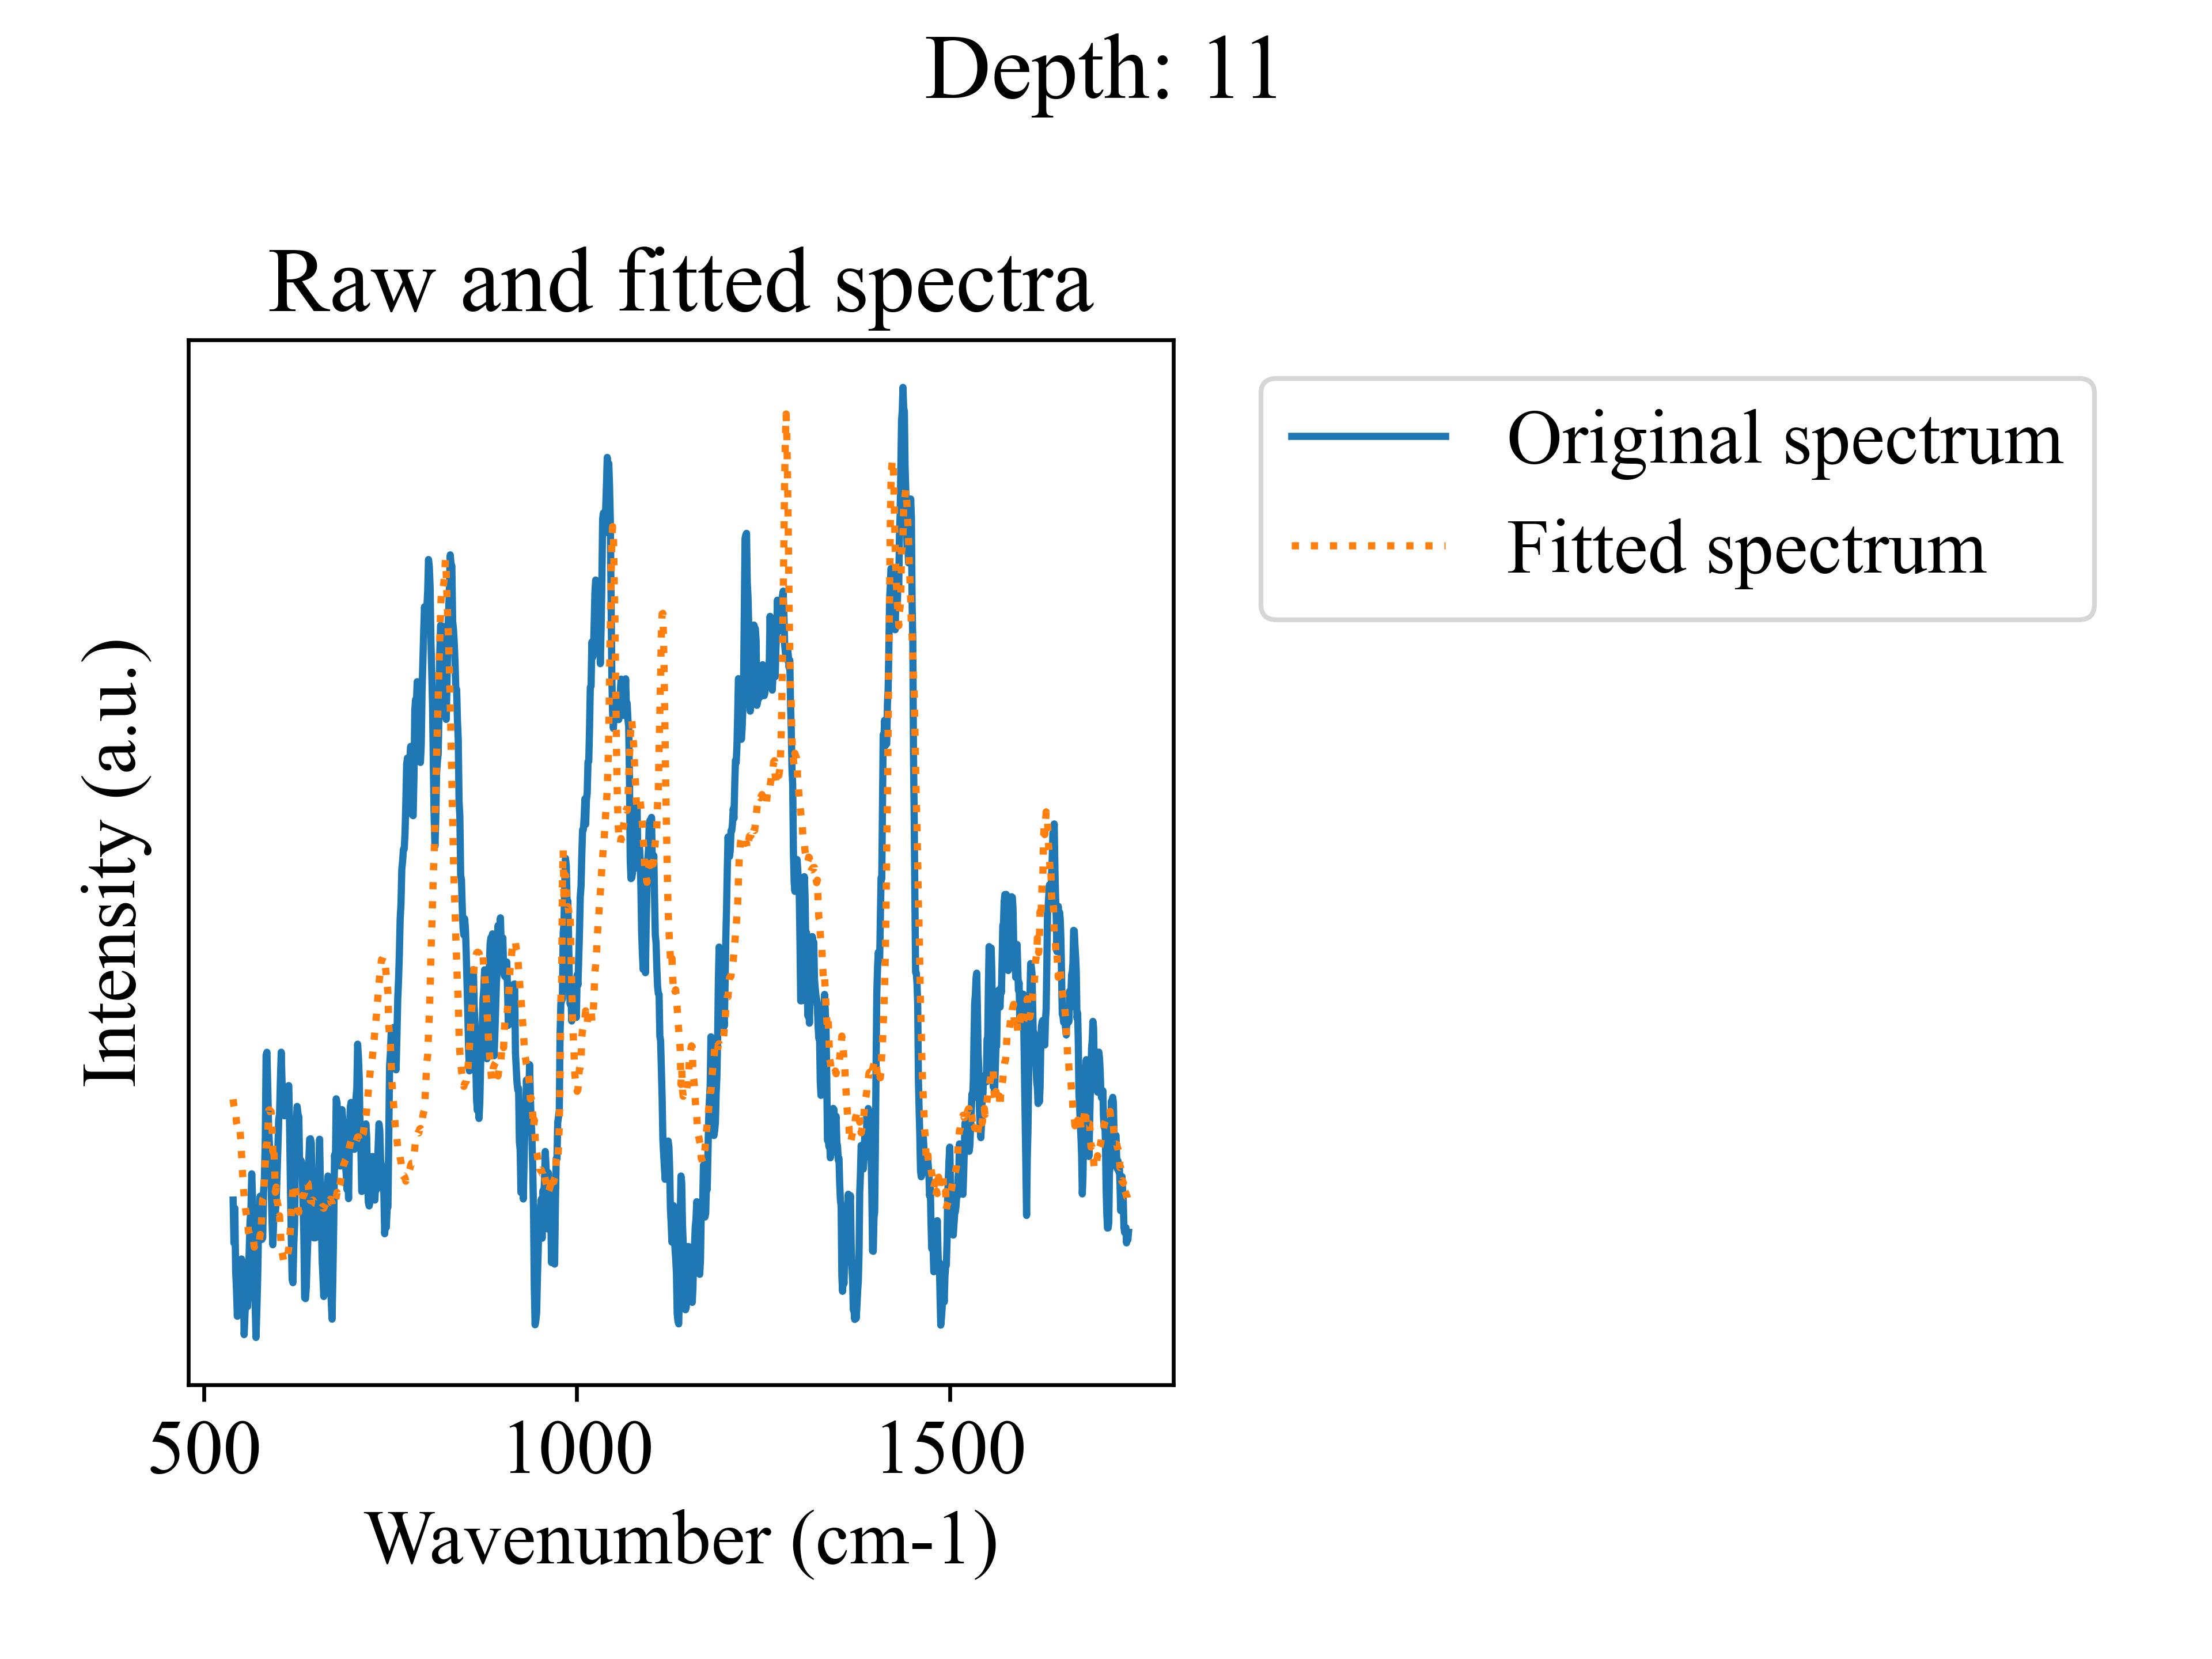 Depth: 11
Raw and fitted spectra
Original spectrum
Fitted spectrum
Intensity (a.u.)
500 1000 1500
Wavenumber (cm-1)